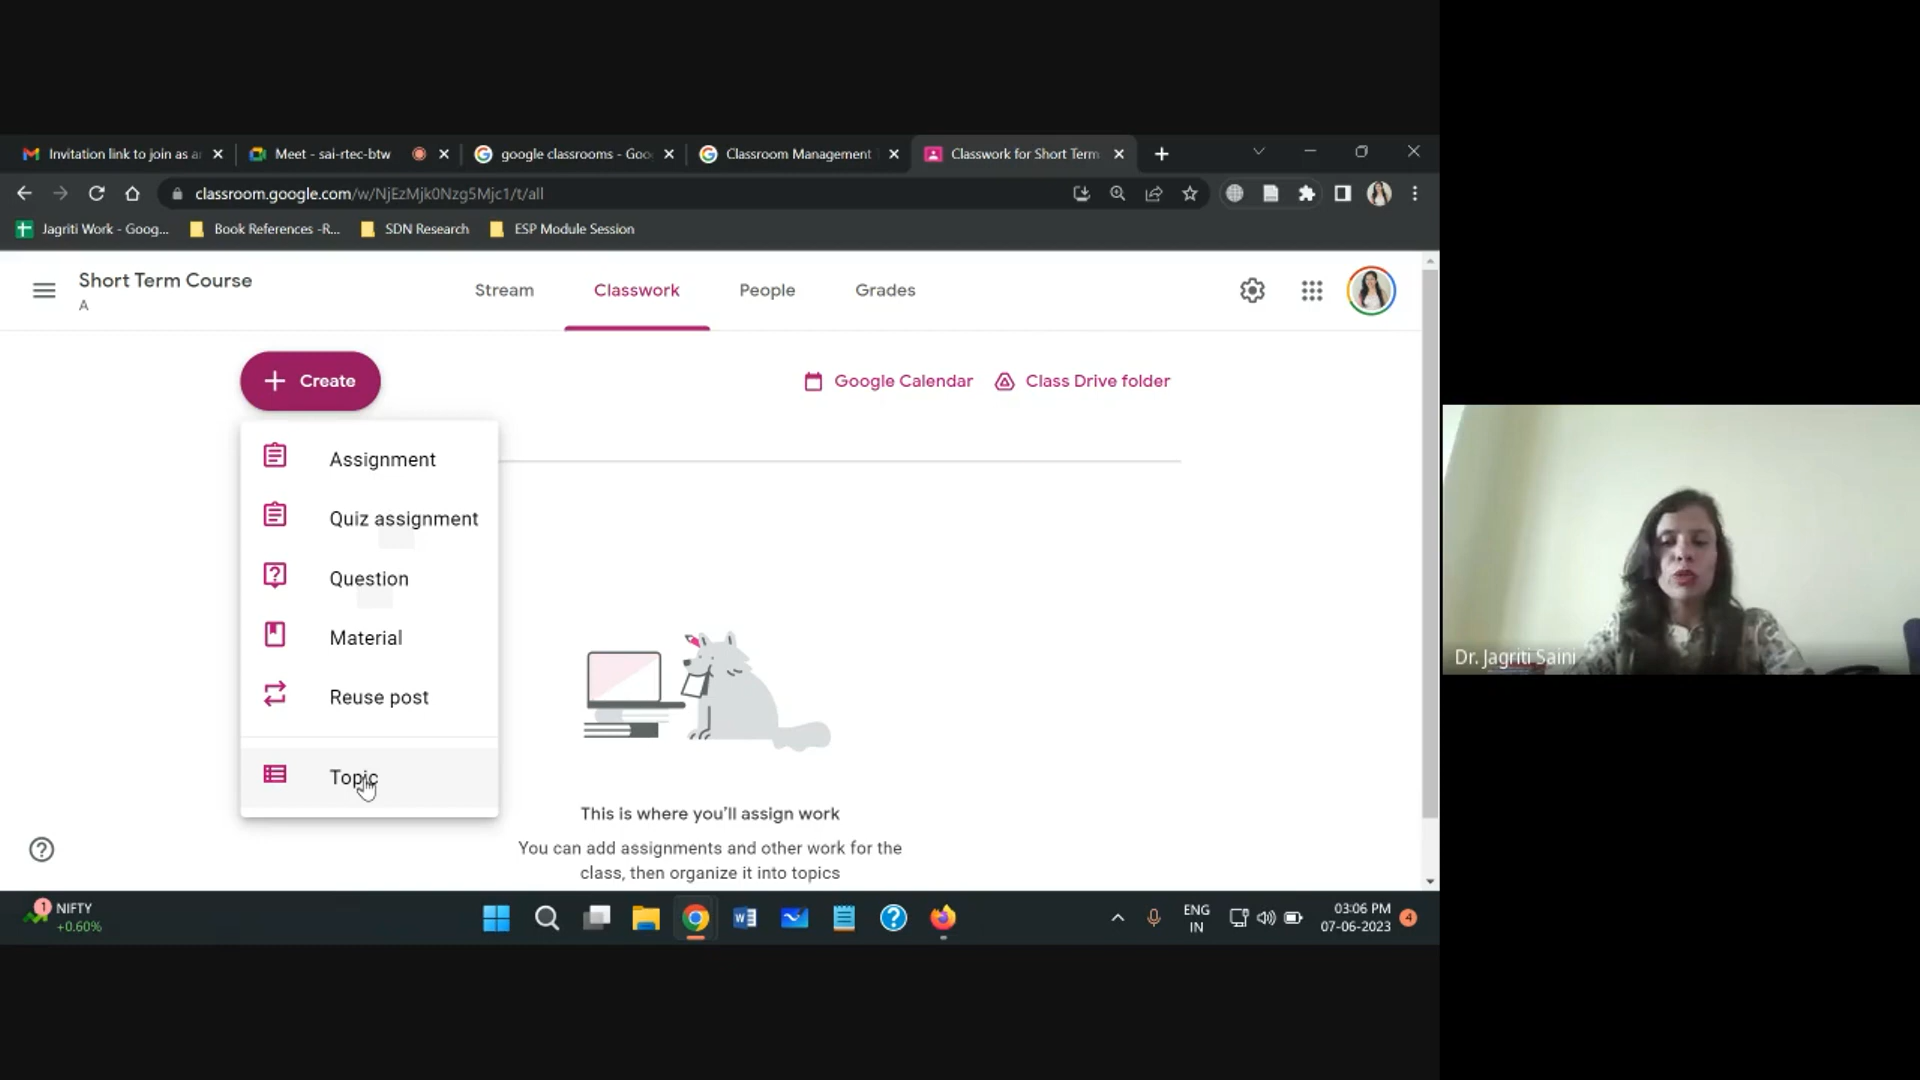 Invitation link to join as a
Meet - sai-rtec-btw
google classrooms - Goo
Classroom Management
Classwork for Short Term
classroom.google.com/w/NjEzMjk0Nzg5Mjc1/t/all
Jagriti Work - Goog...
Book References -R...
SDN Research
ESP Module Session
Short Term Course
A
Stream
Classwork
People
Grades
Create
Google Calendar
Class Drive folder
Assignment
Quiz assignment
Question
Material
Reuse post
Topic
This is where you'll assign work
You can add assignments and other work for the
class, then organize it into topics
Dr. Jagriti Saini
1
NIFTY
+0.60%
ENG
IN
03:06 PM
07-06-2023
4